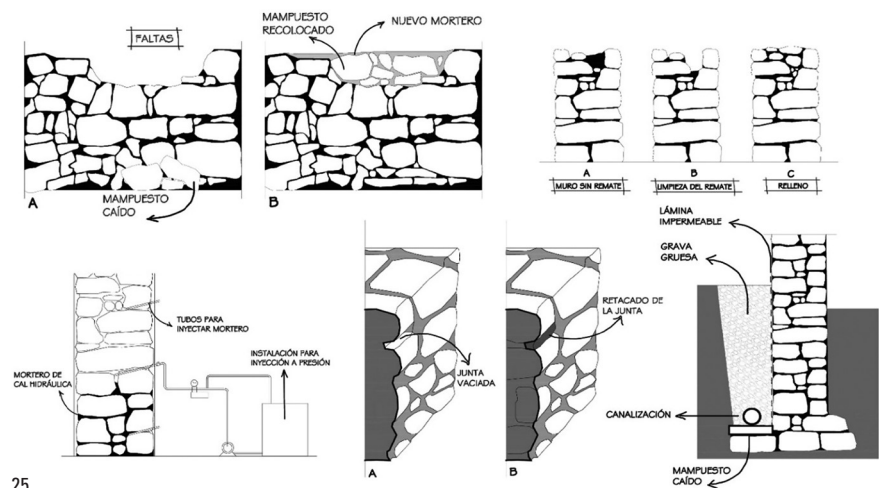 FALTAS
MAMPUESTO
RECOLOCADO
NUEVO MORTERO
A
MAMPUESTO
CAÍDO
B
A
MURO SIN REMATE
B
LIMPIEZA DEL REMATE
C
RELLENO
TUBOS PARA
INYECTAR MORTERO
MORTERO DE
CAL HIDRÁULICA
INSTALACIÓN PARA
INYECCIÓN A PRESIÓN
JUNTA
VACIADA
A
RETACADO DE
LA JUNTA
B
LÁMINA
IMPERMEABLE
GRAVA
GRUESA
CANALIZACIÓN
MAMPUESTO
CAÍDO
25